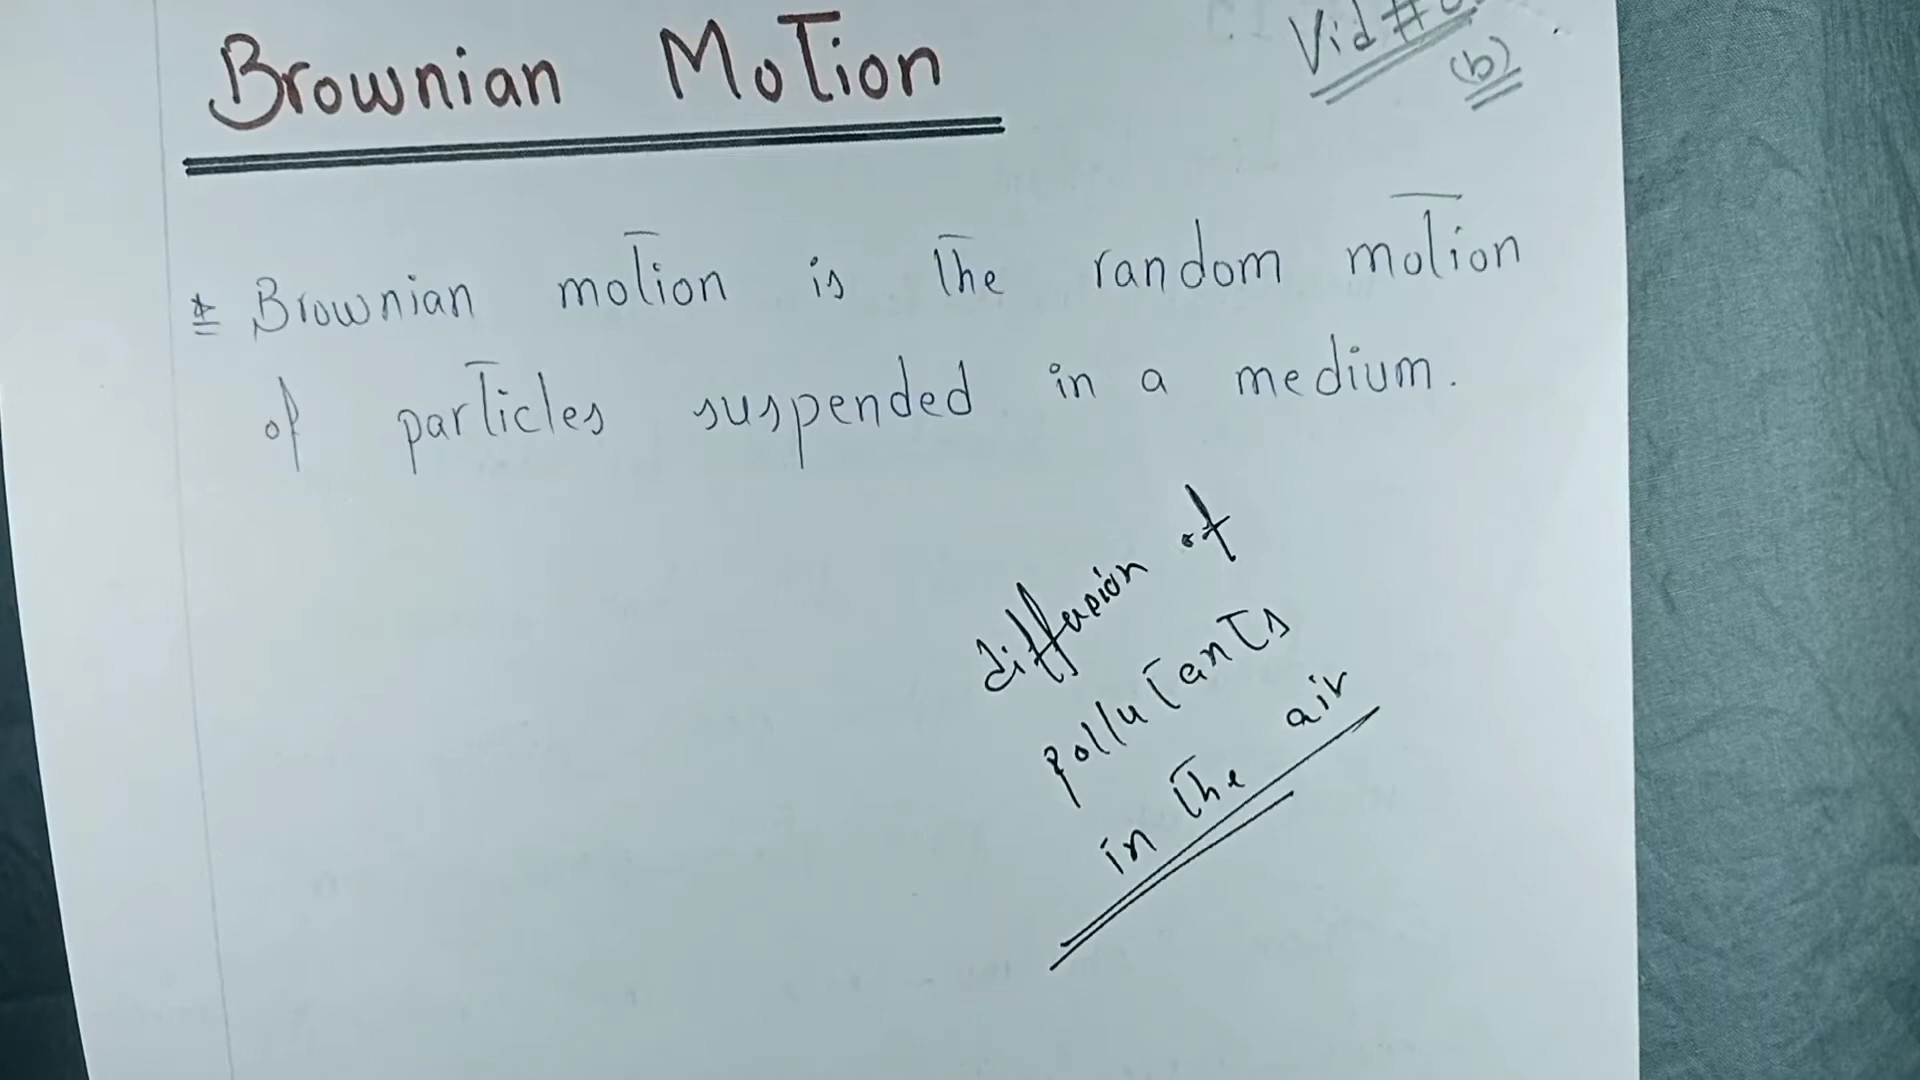 Brownian Motion
Vid #
(b)
* Brownian motion is the random motion
of particles suspended in a medium.
diffusion of
pollutants
in the air